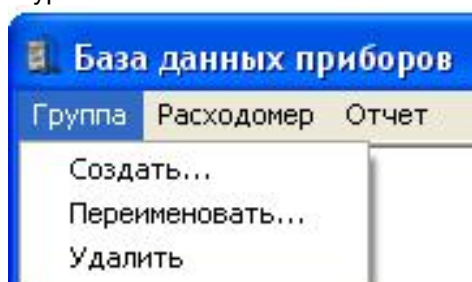 База данных приборов
Группа Расходомер Отчет
Создать...
Переименовать...
Удалить